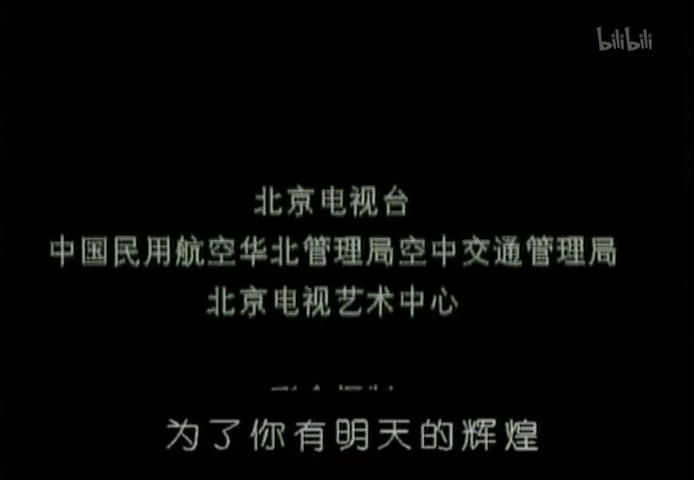 bilibili
北京电视台
中国民用航空华北管理局空中交通管理局
北京电视艺术中心
为了你有明天的辉煌